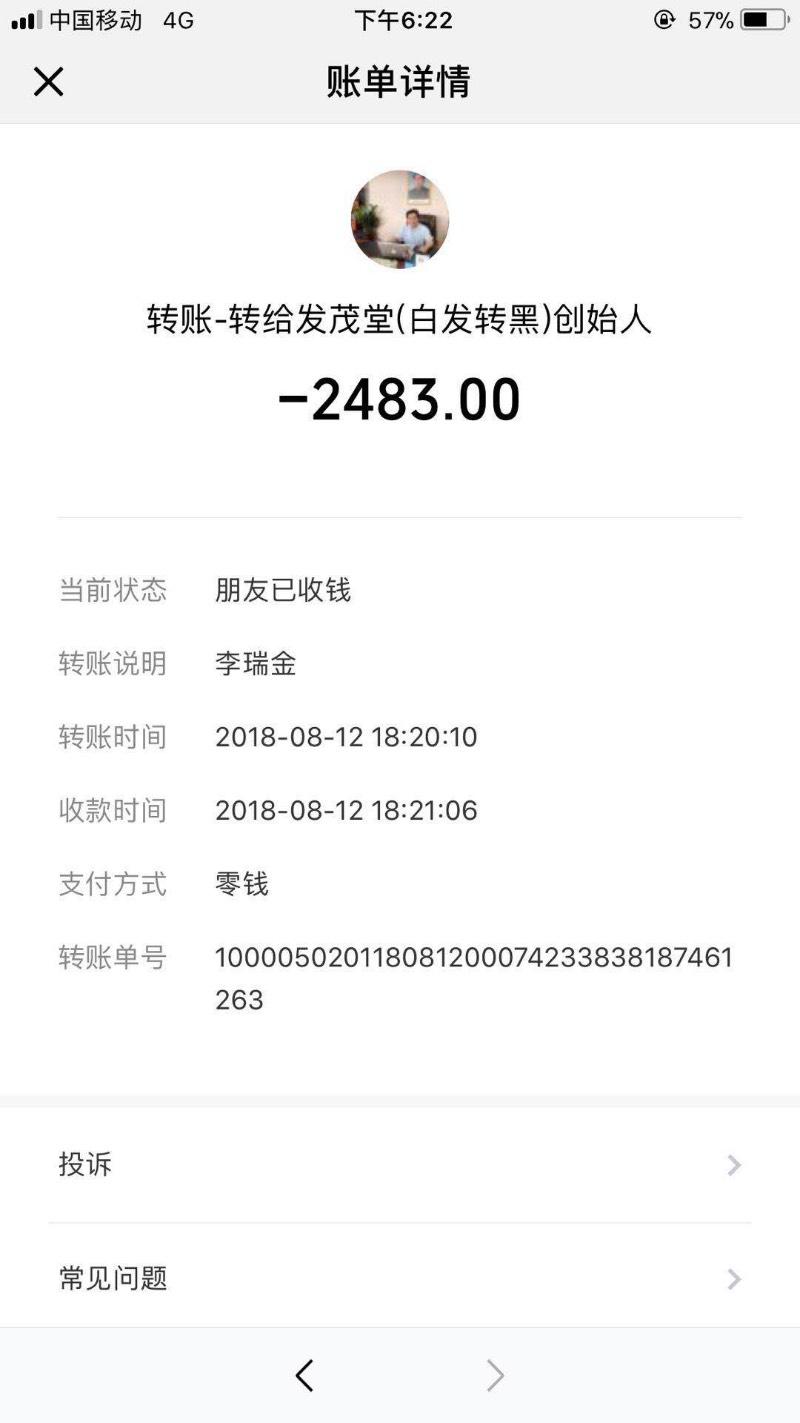 中国移动 4G 下午6:22 57%
账单详情
转账-转给发茂堂(白发转黑)创始人
-2483.00
当前状态 朋友已收钱
转账说明 李瑞金
转账时间 2018-08-12 18:20:10
收款时间 2018-08-12 18:21:06
支付方式 零钱
转账单号 100005020118081200074233838187461
263
投诉
常见问题